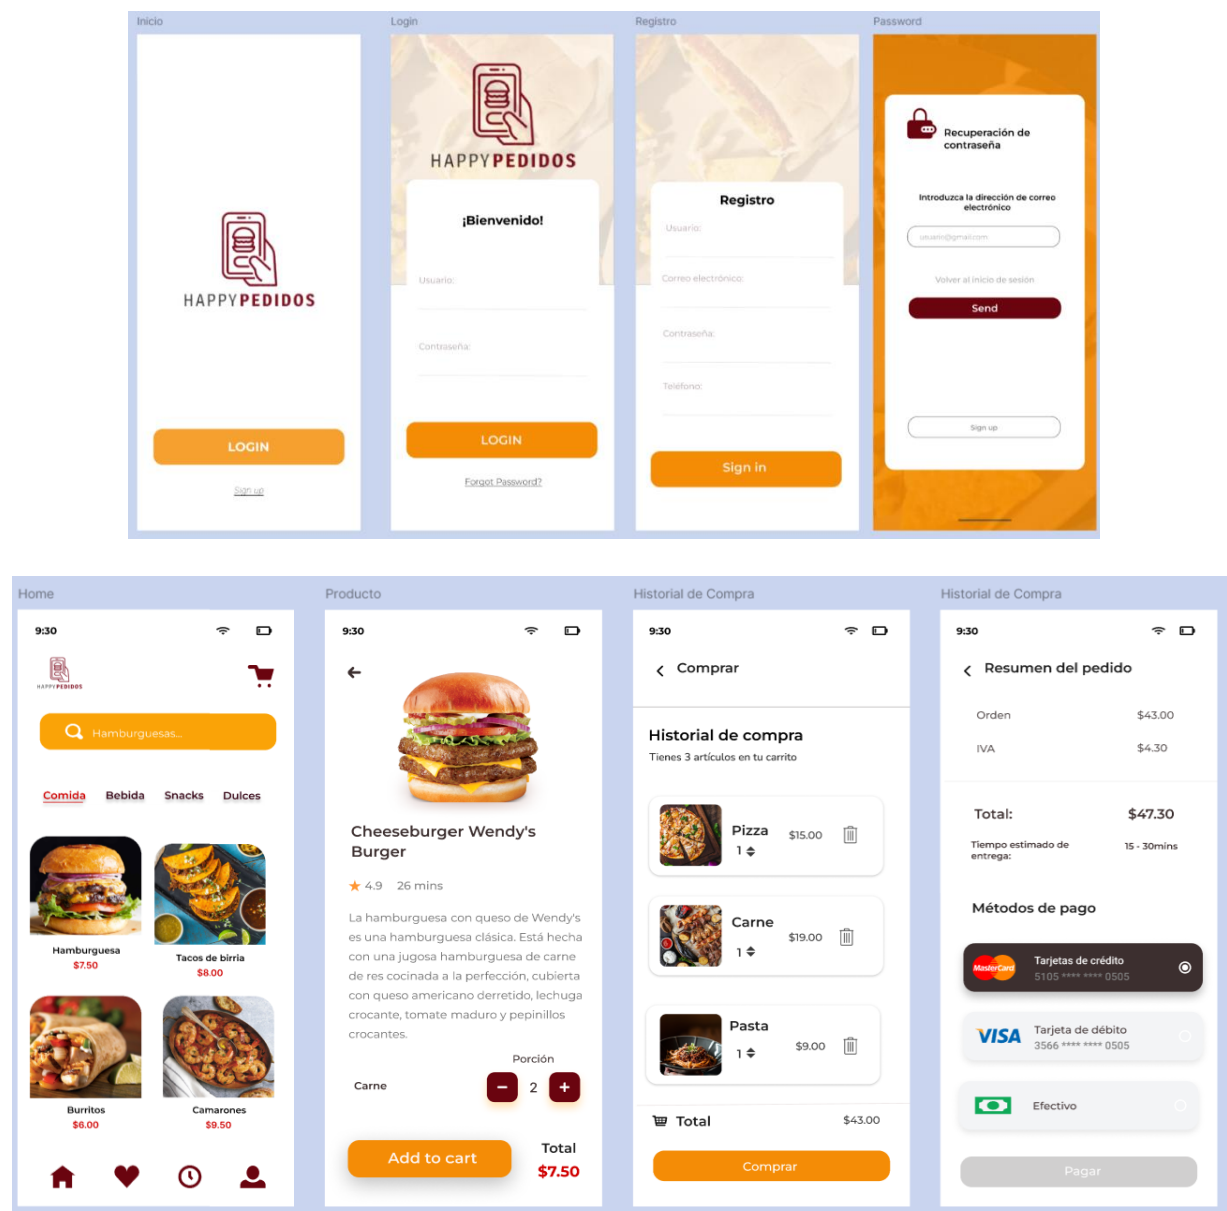 Inicio
Login
Registro
Password
HAPPYPEDIDOS
LOGIN
Sign up
HAPPYPEDIDOS
¡Bienvenido!
Usuario:
Contraseña:
LOGIN
Forgot Password?
Registro
Usuario:
Correo electrónico:
Contraseña:
Teléfono:
Sign in
Recuperación de
contraseña
Introduzca la dirección de correo
electrónico
usuario@gmail.com
Volver al inicio de sesión
Send
Sign up
Home
9:30
HAPPYPEDIDOS
Hamburguesas...
Comida Bebida Snacks Dulces
Hamburguesa
$7.50
Tacos de birria
$8.00
Burritos
$6.00
Camarones
$9.50
Producto
9:30
Cheeseburger Wendy's
Burger
4.9 26 mins
La hamburguesa con queso de Wendy's
es una hamburguesa clásica. Está hecha
con una jugosa hamburguesa de carne
de res cocinada a la perfección, cubierta
con queso americano derretido, lechuga
crocante, tomate maduro y pepinillos
crocantes.
Porción
Carne
− 2 +
Add to cart
Total
$7.50
Historial de Compra
9:30
Comprar
Historial de compra
Tienes 3 artículos en tu carrito
Pizza
1
$15.00
Carne
1
$19.00
Pasta
1
$9.00
Total $43.00
Comprar
Historial de Compra
9:30
Resumen del pedido
Orden $43.00
IVA $4.30
Total: $47.30
Tiempo estimado de
entrega:
15 - 30mins
Métodos de pago
MasterCard
Tarjetas de crédito
5105 **** **** 0505
VISA
Tarjeta de débito
3566 **** **** 0505
Efectivo
Pagar